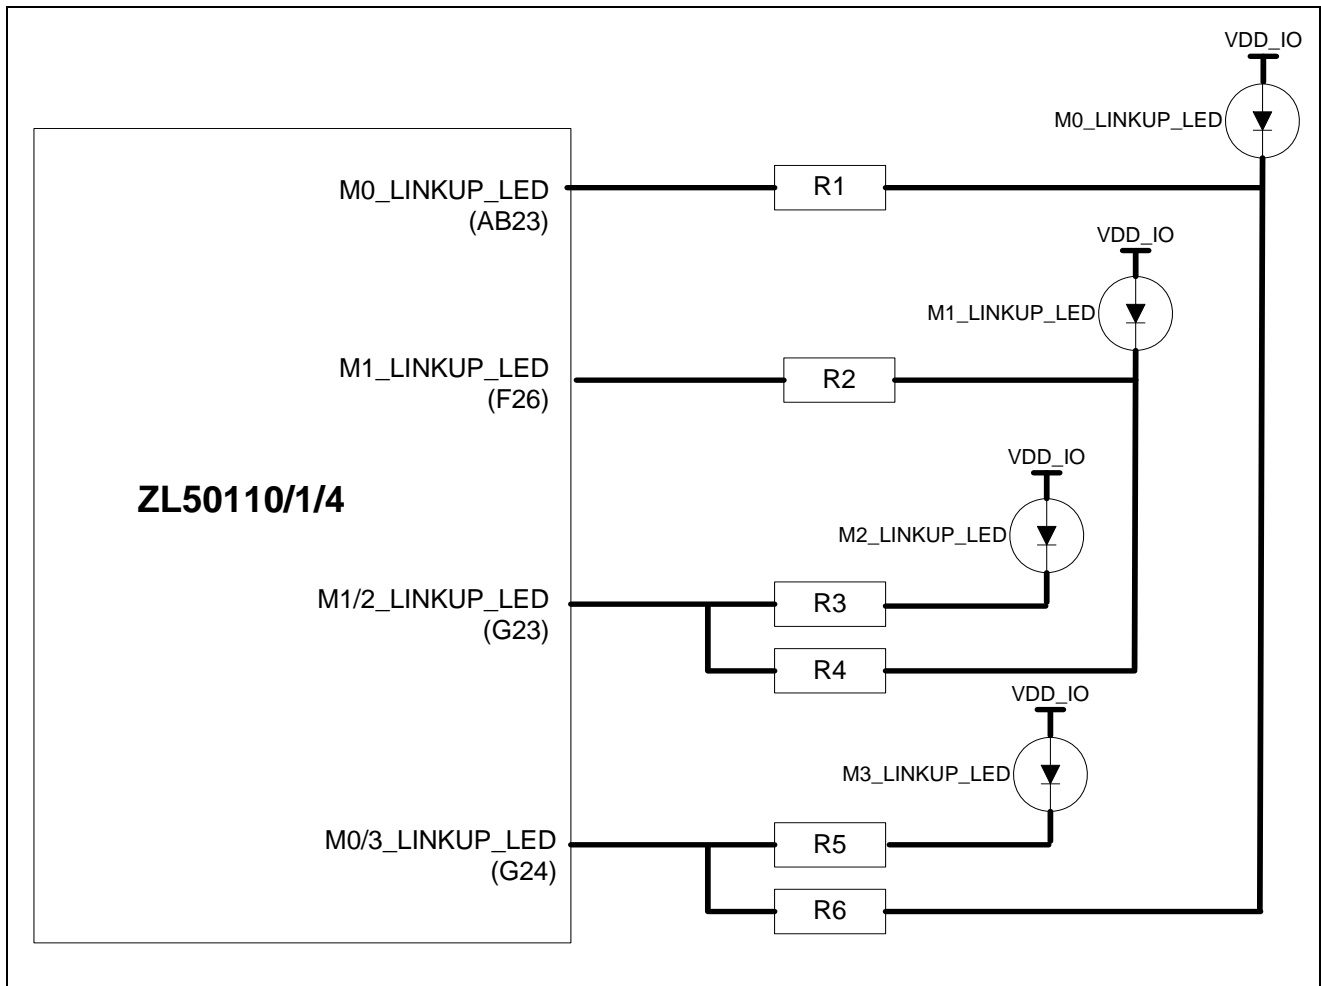 VDD_IO
M0_LINKUP_LED
M0_LINKUP_LED
(AB23)
R1
VDD_IO
M1_LINKUP_LED
M1_LINKUP_LED
(F26)
R2
VDD_IO
ZL50110/1/4
M2_LINKUP_LED
M1/2_LINKUP_LED
(G23)
R3
R4
VDD_IO
M3_LINKUP_LED
M0/3_LINKUP_LED
(G24)
R5
R6